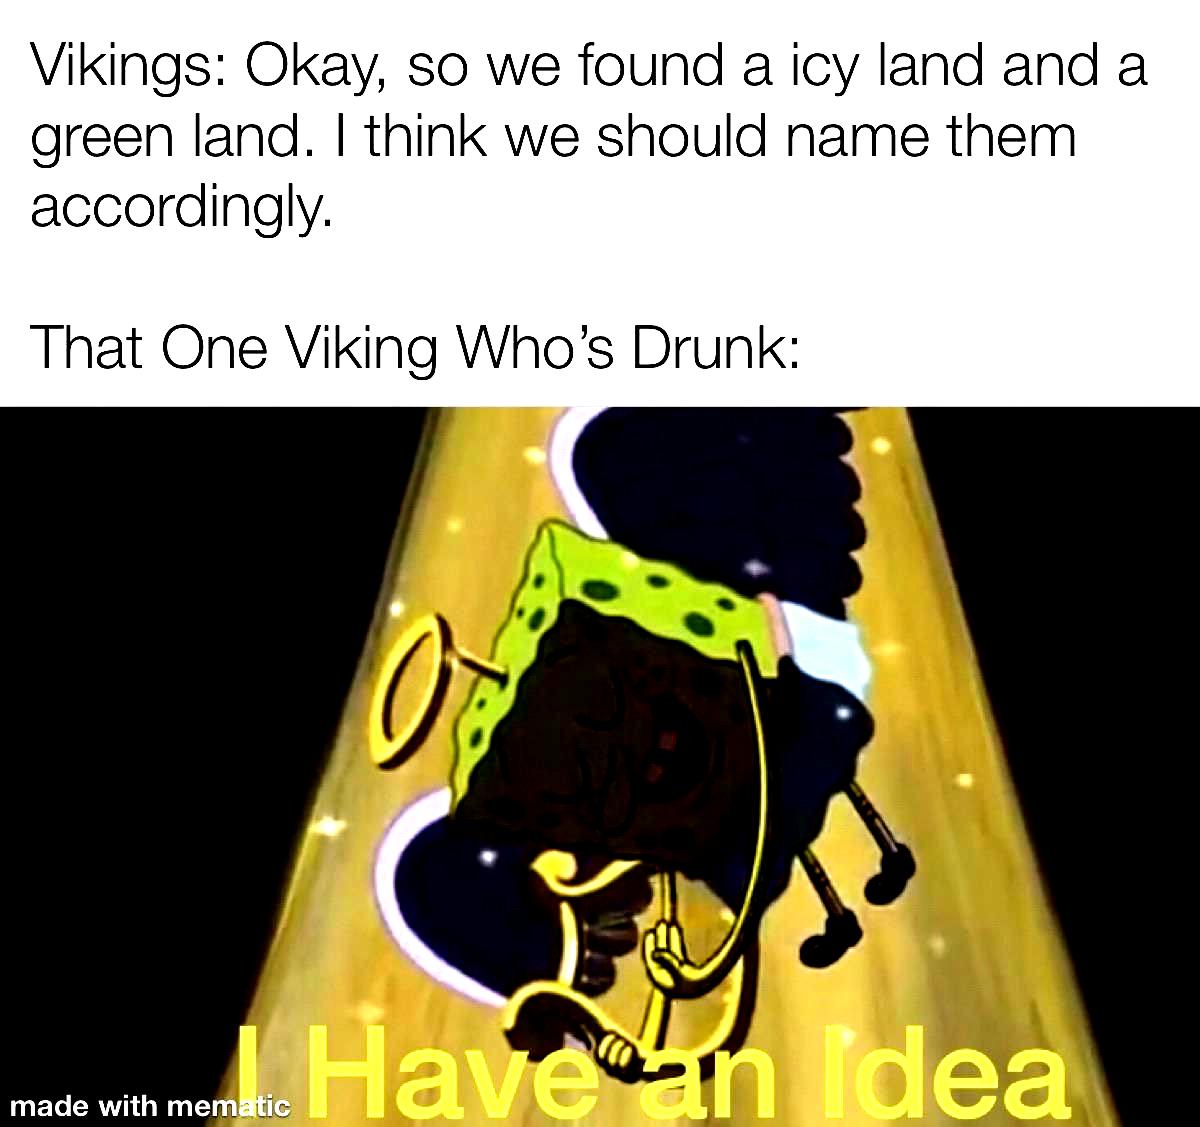 Vikings: Okay, so we found a icy land and a
green land. I think we should name them
accordingly.
That One Viking Who’s Drunk:
I Have an Idea
made with mematic